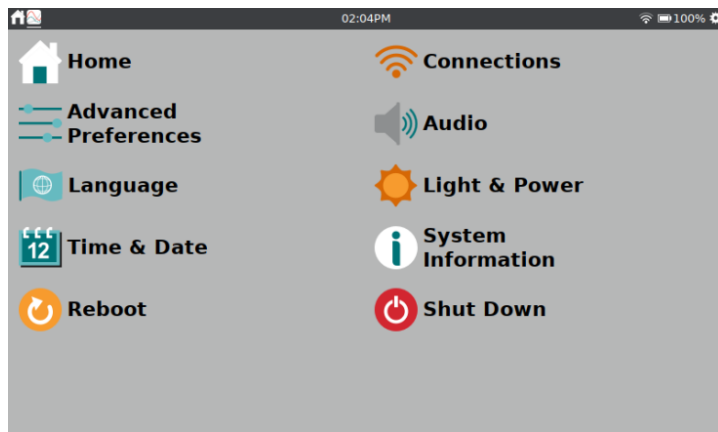 02:04PM
100%
Home
Connections
Advanced
Preferences
Audio
Language
Light & Power
12
Time & Date
System
Information
Reboot
Shut Down